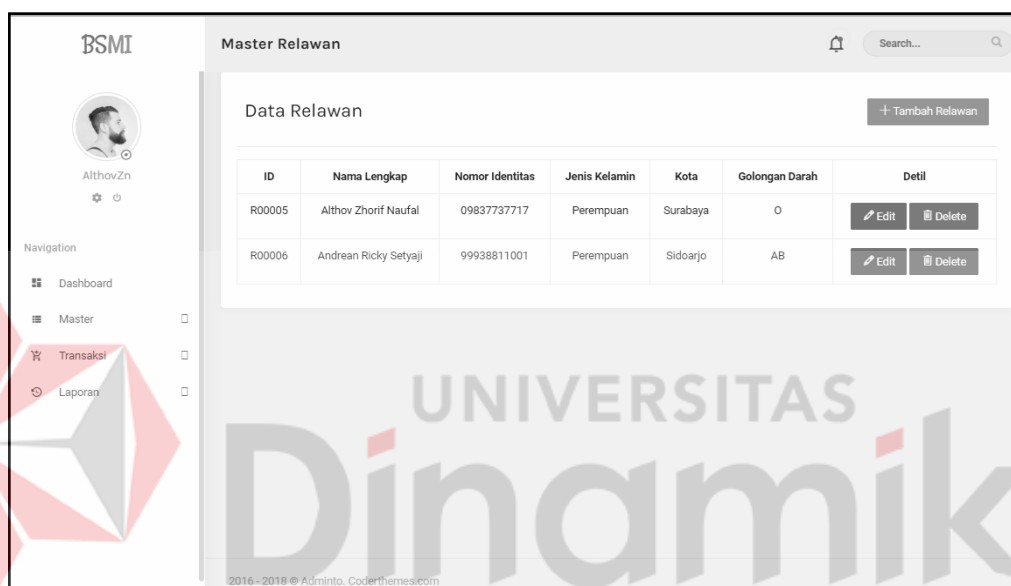 BSMI
Master Relawan
Search...
AlthovZn
Navigation
Dashboard
Master
Transaksi
Laporan
Data Relawan
+ Tambah Relawan
ID Nama Lengkap Nomor Identitas Jenis Kelamin Kota Golongan Darah Detil
R00005 Althov Zhorif Naufal 09837737717 Perempuan Surabaya O Edit Delete
R00006 Andrean Ricky Setyaji 99938811001 Perempuan Sidoarjo AB Edit Delete
UNIVERSITAS
Dinamik
2016 - 2018 © Adminto. Coderthemes.com